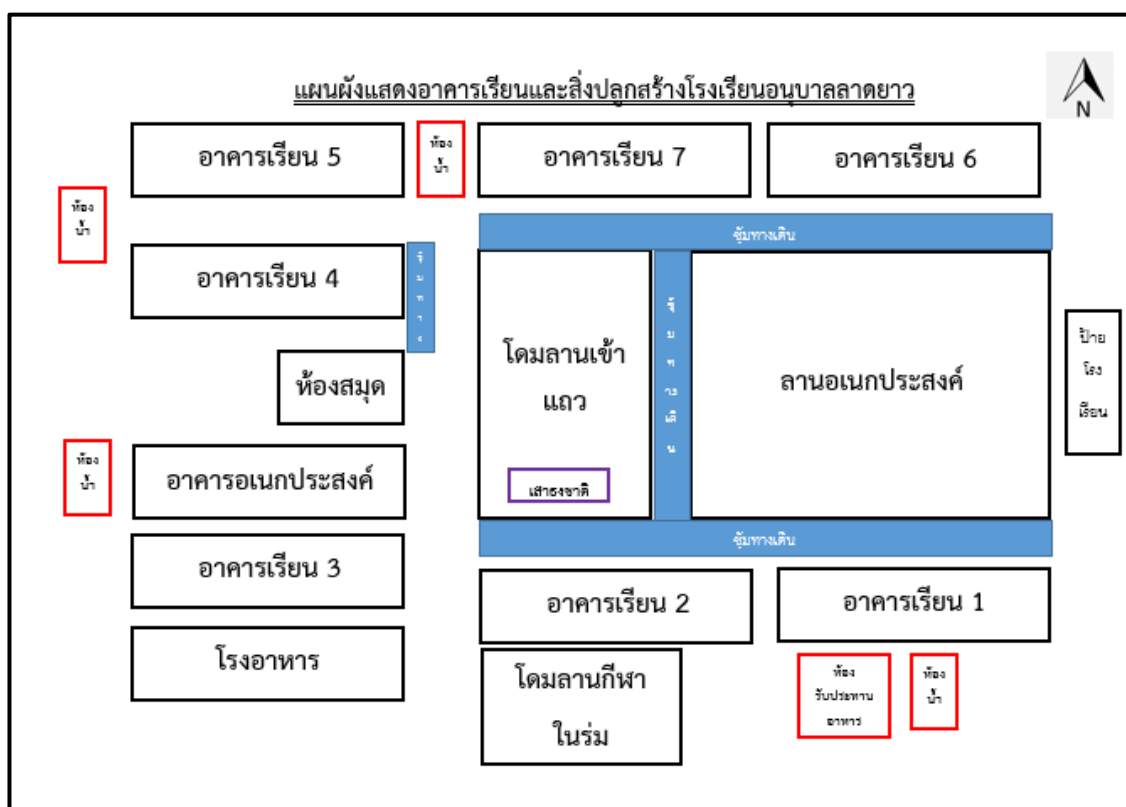 แผนผังแสดงอาคารเรียนและสิ่งปลูกสร้างโรงเรียนอนุบาลลาดยาว
N
อาคารเรียน 5
ห้อง
น้ำ
อาคารเรียน 7
อาคารเรียน 6
ห้อง
น้ำ
ซุ้มทางเดิน
อาคารเรียน 4
ซุ้มทาง
โดมลานเข้า
แถว
ซุ้มทางเดิน
ลานอเนกประสงค์
ป้าย
โรง
เรียน
ห้องสมุด
ห้อง
น้ำ
อาคารอเนกประสงค์
เสาธงชาติ
ซุ้มทางเดิน
อาคารเรียน 3
อาคารเรียน 2
อาคารเรียน 1
โรงอาหาร
โดมลานกีฬา
ในร่ม
ห้อง
รับประทาน
อาหาร
ห้อง
น้ำ